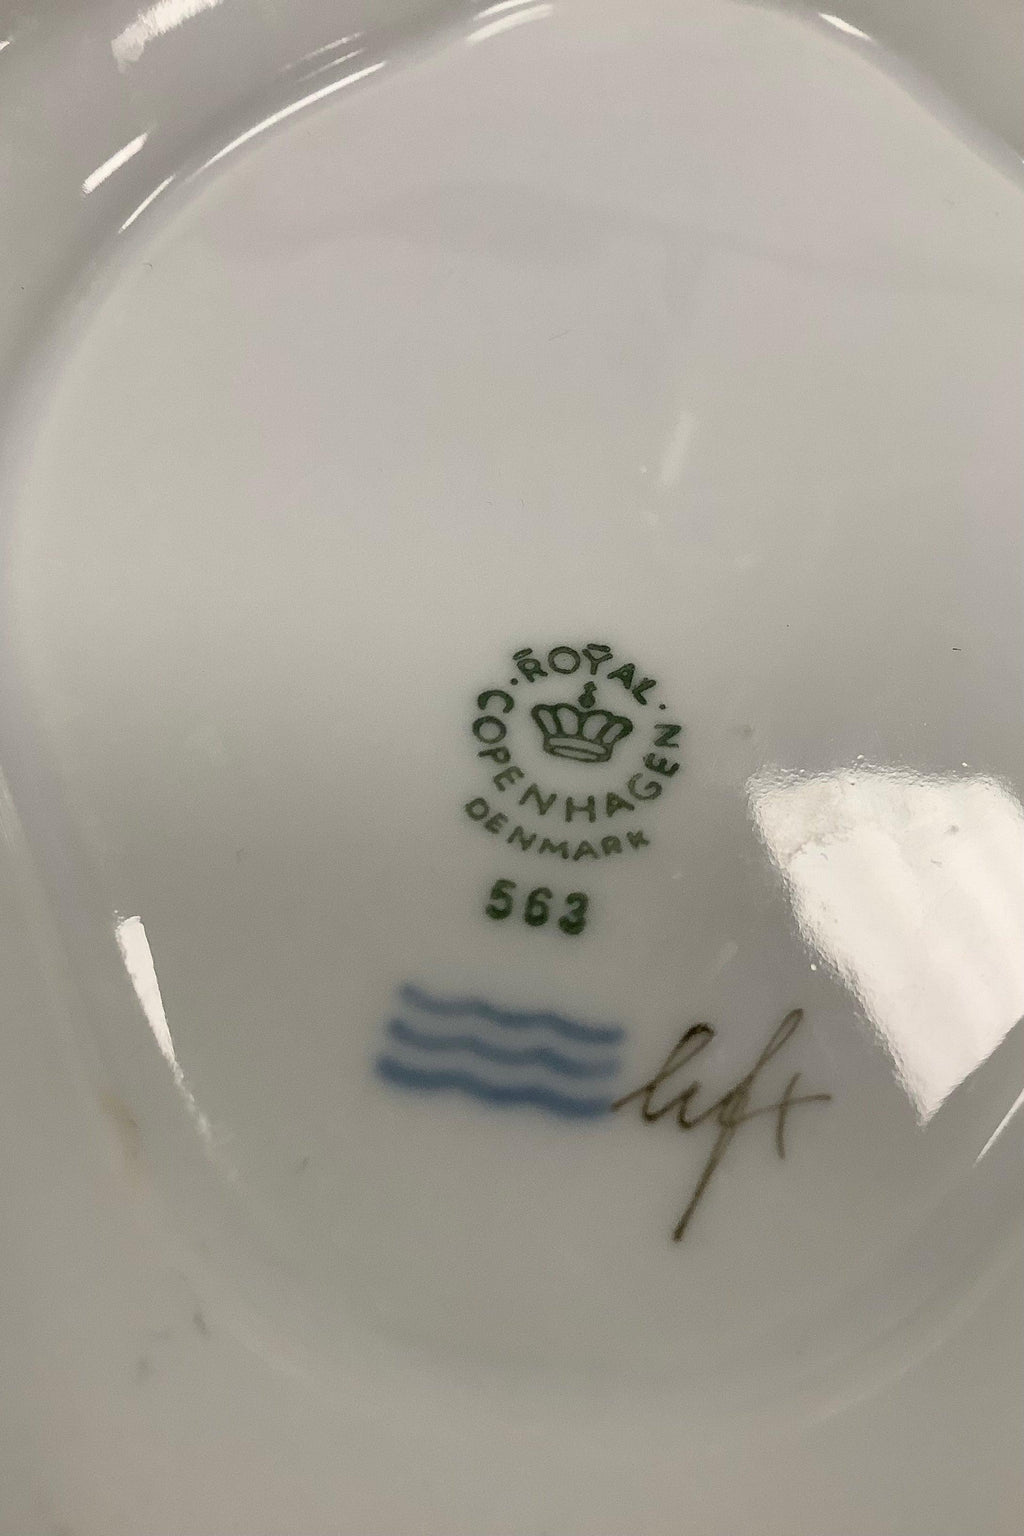 ROYAL
COPENHAGEN
DENMARK
563